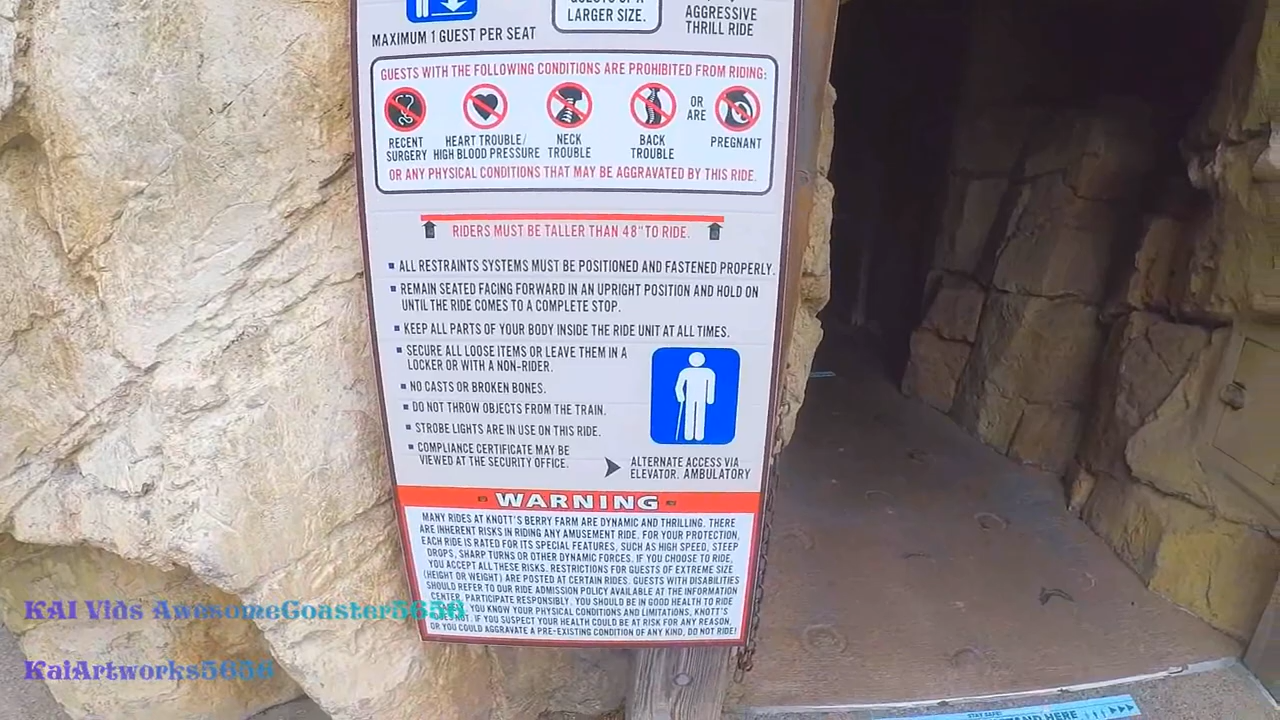 MAXIMUM 1 GUEST PER SEAT
LARGER SIZE.
AGGRESSIVE
THRILL RIDE
GUESTS WITH THE FOLLOWING CONDITIONS ARE PROHIBITED FROM RIDING:
RECENT
SURGERY
HEART TROUBLE/
HIGH BLOOD PRESSURE
NECK
TROUBLE
BACK
TROUBLE
OR
ARE
PREGNANT
OR ANY PHYSICAL CONDITIONS THAT MAY BE AGGRAVATED BY THIS RIDE.
RIDERS MUST BE TALLER THAN 48" TO RIDE.
ALL RESTRAINTS SYSTEMS MUST BE POSITIONED AND FASTENED PROPERLY.
REMAIN SEATED FACING FORWARD IN AN UPRIGHT POSITION AND HOLD ON
UNTIL THE RIDE COMES TO A COMPLETE STOP.
KEEP ALL PARTS OF YOUR BODY INSIDE THE RIDE UNIT AT ALL TIMES.
SECURE ALL LOOSE ITEMS OR LEAVE THEM IN A
LOCKER OR WITH A NON-RIDER.
NO CASTS OR BROKEN BONES.
DO NOT THROW OBJECTS FROM THE TRAIN.
STROBE LIGHTS ARE IN USE ON THIS RIDE.
COMPLIANCE CERTIFICATE MAY BE
VIEWED AT THE SECURITY OFFICE.
ALTERNATE ACCESS VIA
ELEVATOR. AMBULATORY
WARNING
MANY RIDES AT KNOTT'S BERRY FARM ARE DYNAMIC AND THRILLING. THERE
ARE INHERENT RISKS IN RIDING ANY AMUSEMENT RIDE. FOR YOUR PROTECTION,
EACH RIDE IS RATED FOR ITS SPECIAL FEATURES, SUCH AS HIGH SPEED, STEEP
DROPS, SHARP TURNS OR OTHER DYNAMIC FORCES. IF YOU CHOOSE TO RIDE,
YOU ACCEPT ALL THESE RISKS. RESTRICTIONS FOR GUESTS OF EXTREME SIZE
(HEIGHT OR WEIGHT) ARE POSTED AT CERTAIN RIDES. GUESTS WITH DISABILITIES
SHOULD REFER TO OUR RIDE ADMISSION POLICY AVAILABLE AT THE INFORMATION
CENTER. PARTICIPATE RESPONSIBLY. YOU SHOULD BE IN GOOD HEALTH TO RIDE
YOU KNOW YOUR PHYSICAL CONDITIONS AND LIMITATIONS, KNOTT'S
DOES NOT. IF YOU SUSPECT YOUR HEALTH COULD BE AT RISK FOR ANY REASON,
OR YOU COULD AGGRAVATE A PRE-EXISTING CONDITION OF ANY KIND, DO NOT RIDE!
KAI Vids AwesomeCoaster5656
KaiArtworks5656
STAY SAFE!
STAND HERE